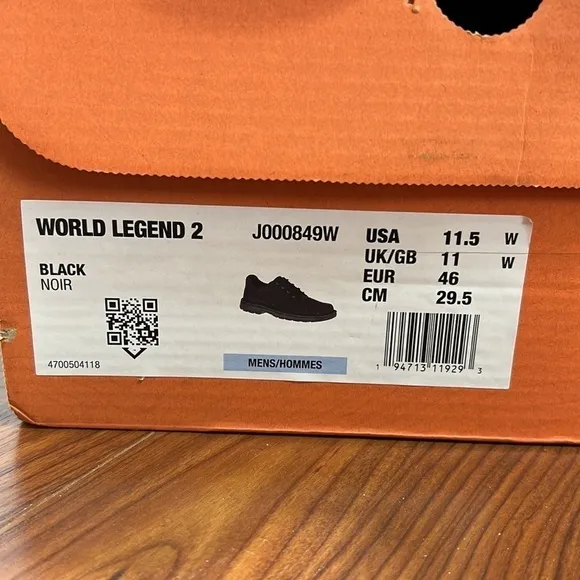 WORLD LEGEND 2 J000849W
BLACK
NOIR
4700504118
MENS/HOMMES
USA 11.5 W
UK/GB 11 W
EUR 46
CM 29.5
1 94713 11929 3